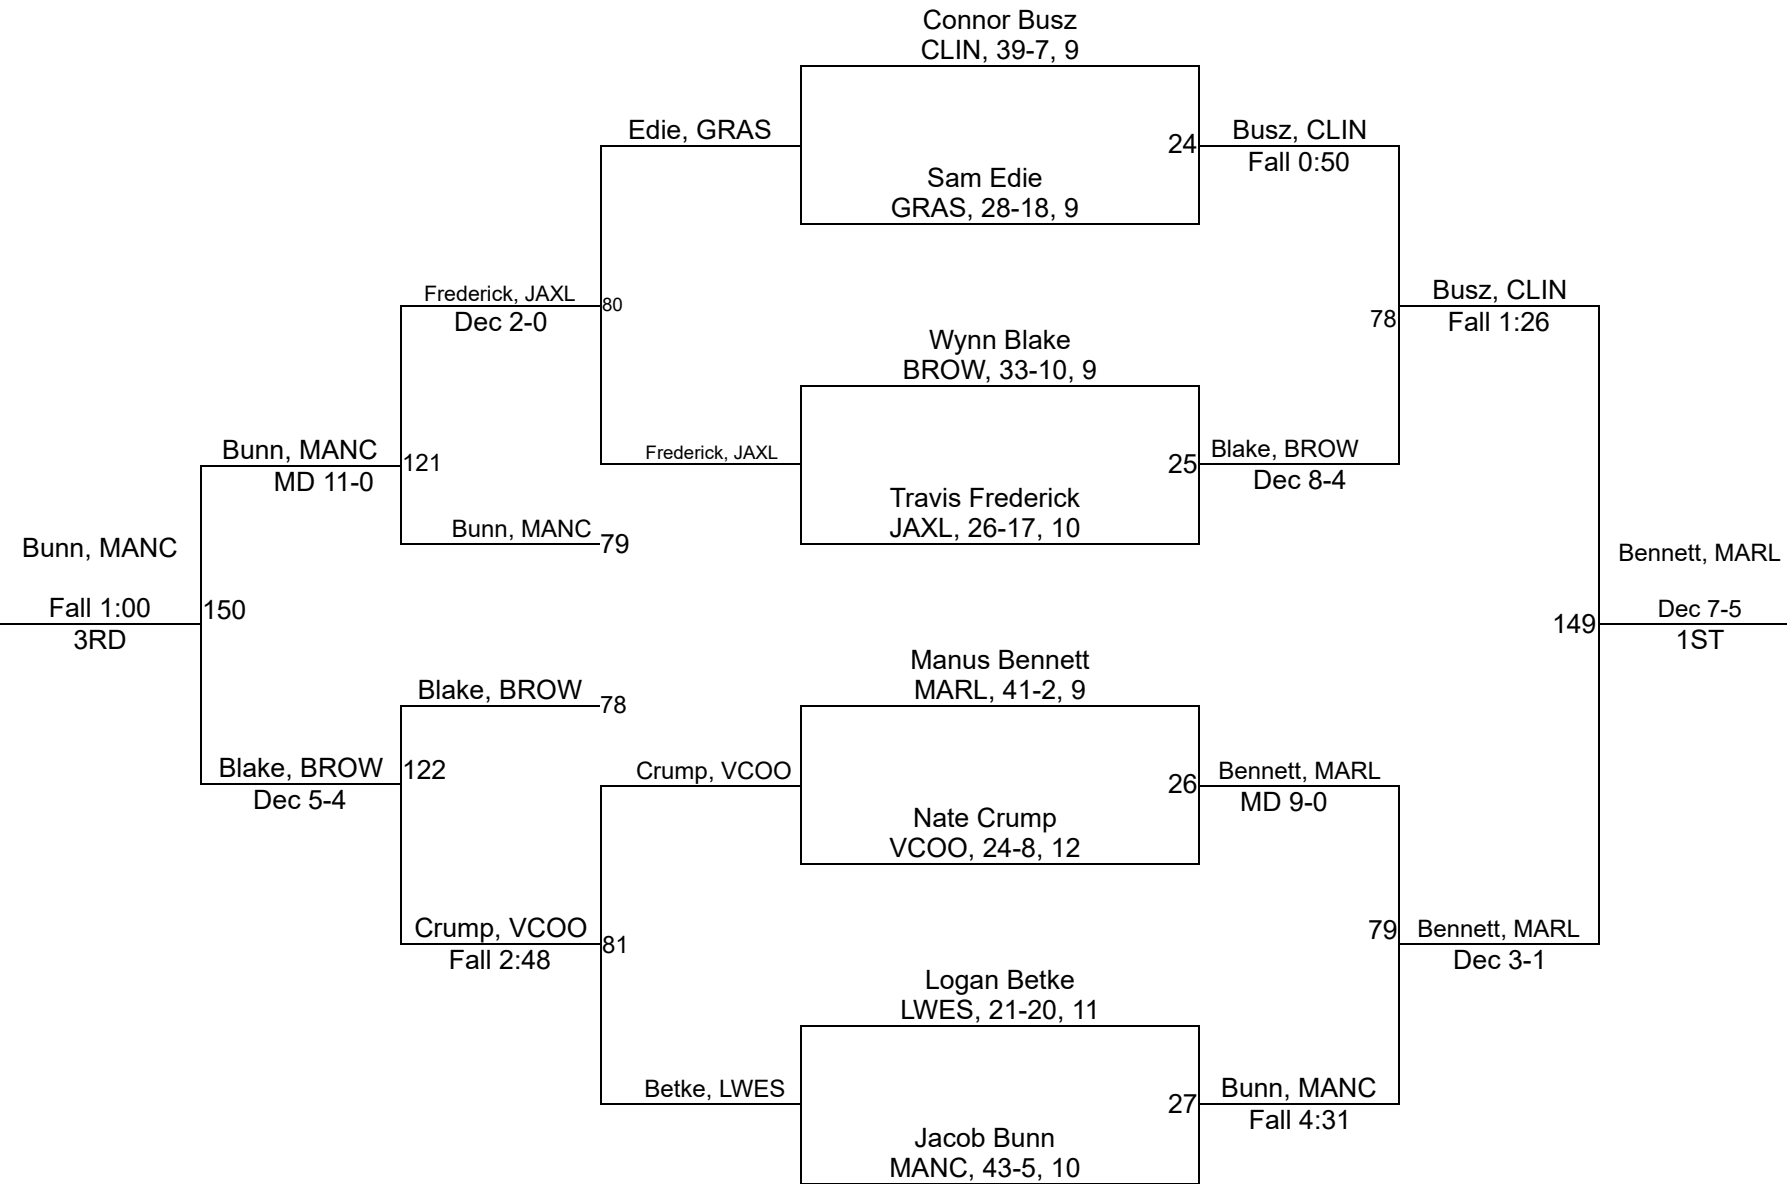 Connor Busz
CLIN, 39-7, 9
Edie, GRAS
24
Busz, CLIN
Fall 0:50
Sam Edie
GRAS, 28-18, 9
Frederick, JAXL
80
Dec 2-0
Busz, CLIN
78
Fall 1:26
Wynn Blake
BROW, 33-10, 9
Bunn, MANC
121
MD 11-0
Frederick, JAXL
25
Blake, BROW
Dec 8-4
Travis Frederick
JAXL, 26-17, 10
Bunn, MANC
79
Bunn, MANC
Fall 1:00
150
3RD
Bennett, MARL
149
Dec 7-5
1ST
Manus Bennett
MARL, 41-2, 9
Blake, BROW
78
Blake, BROW
122
Dec 5-4
Crump, VCOO
26
Bennett, MARL
MD 9-0
Nate Crump
VCOO, 24-8, 12
Crump, VCOO
81
Fall 2:48
79
Bennett, MARL
Dec 3-1
Logan Betke
LWES, 21-20, 11
Betke, LWES
27
Bunn, MANC
Fall 4:31
Jacob Bunn
MANC, 43-5, 10